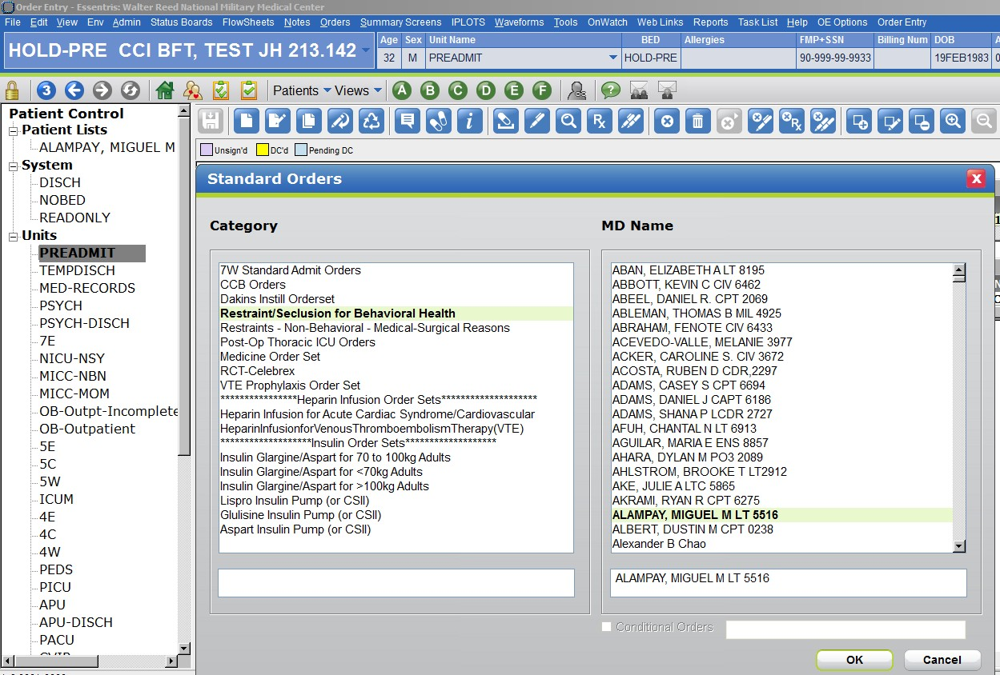 Order Entry - Essentris: Walter Reed National Military Medical Center
File Edit View Env Admin Status Boards FlowSheets Notes Orders Summary Screens IPLOTS Waveforms Tools OnWatch Web Links Reports Task List Help OE Options Order Entry
HOLD-PRE CCI BFT, TEST JH 213.142
Age Sex Unit Name BED Allergies FMP+SSN Billing Num DOB
32 M PREADMIT HOLD-PRE 90-999-99-9933 19FEB1983
3 Patients Views A B C D E F ?
Patient Control
Patient Lists
ALAMPAY, MIGUEL M
System
DISCH
NOBED
READONLY
Units
PREADMIT
TEMPDISCH
MED-RECORDS
PSYCH
PSYCH-DISCH
7E
NICU-NSY
MICC-NBN
MICC-MOM
OB-Outpt-Incomplete
OB-Outpatient
5E
5C
5W
ICUM
4E
4C
4W
PEDS
PICU
APU
APU-DISCH
PACU
i Rx Rx
Unsign'd DC'd Pending DC
Standard Orders X
Category
7W Standard Admit Orders
CCB Orders
Dakins Instill Orderset
Restraint/Seclusion for Behavioral Health
Restraints - Non-Behavioral - Medical-Surgical Reasons
Post-Op Thoracic ICU Orders
Medicine Order Set
RCT-Celebrex
VTE Prophylaxis Order Set
****************Heparin Infusion Order Sets********************
Heparin Infusion for Acute Cardiac Syndrome/Cardiovascular
HeparinInfusionforVenousThromboembolismTherapy(VTE)
*******************Insulin Order Sets*******************
Insulin Glargine/Aspart for 70 to 100kg Adults
Insulin Glargine/Aspart for <70kg Adults
Insulin Glargine/Aspart for >100kg Adults
Lispro Insulin Pump (or CSII)
Glulisine Insulin Pump (or CSII)
Aspart Insulin Pump (or CSII)
MD Name
ABAN, ELIZABETH A LT 8195
ABBOTT, KEVIN C CIV 6462
ABEEL, DANIEL R. CPT 2069
ABLEMAN, THOMAS B MIL 4925
ABRAHAM, FENOTE CIV 6433
ACEVEDO-VALLE, MELANIE 3977
ACKER, CAROLINE S. CIV 3672
ACOSTA, RUBEN D CDR,2297
ADAMS, CASEY S CPT 6694
ADAMS, DANIEL J CAPT 6186
ADAMS, SHANA P LCDR 2727
AFUH, CHANTAL N LT 6913
AGUILAR, MARIA E ENS 8857
AHARA, DYLAN M PO3 2089
AHLSTROM, BROOKE T LT2912
AKE, JULIE A LTC 5865
AKRAMI, RYAN R CPT 6275
ALAMPAY, MIGUEL M LT 5516
ALBERT, DUSTIN M CPT 0238
Alexander B Chao
ALAMPAY, MIGUEL M LT 5516
Conditional Orders
OK Cancel